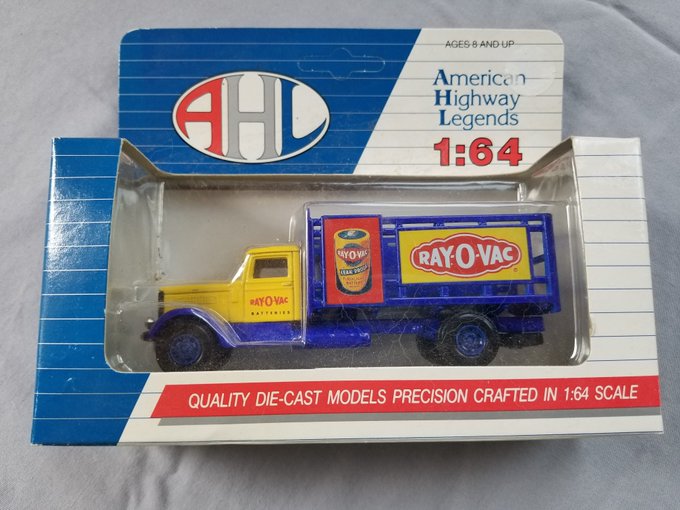 AGES 8 AND UP
AHL
American
Highway
Legends
1:64
RAY-O-VAC
LEAK PROOF
RAY-O-VAC
®
RAY-O-VAC
BATTERIES
QUALITY DIE-CAST MODELS PRECISION CRAFTED IN 1:64 SCALE